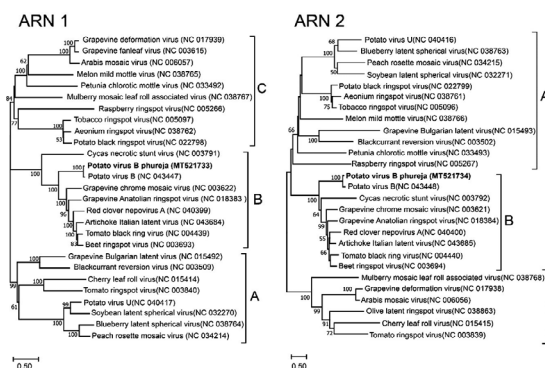 ARN 1
Grapevine deformation virus (NC 017939)
Grapevine fanleaf virus (NC 003615)
Arabis mosaic virus (NC 006057)
Melon mild mottle virus (NC 038765)
Petunia chlorotic mottle virus (NC 033492)
Mulberry mosaic leaf roll associated virus (NC 038767)
Raspberry ringspot virus(NC 005266)
Tobacco ringspot virus(NC 005097)
Aeonium ringspot virus(NC 038762)
Potato black ringspot virus (NC 022798)
Cycas necrotic stunt virus (NC 003791)
Potato virus B phureja (MT521733)
Potato virus B (NC 043447)
Grapevine chrome mosaic virus (NC 003622)
Grapevine Anatolian ringspot virus (NC 018383)
Red clover nepovirus A (NC 040399)
Artichoke Italian latent virus (NC 043684)
Tomato black ring virus (NC 004439)
Beet ringspot virus (NC 003693)
Grapevine Bulgarian latent virus (NC 015492)
Blackcurrant reversion virus (NC 003509)
Cherry leaf roll virus (NC 015414)
Tomato ringspot virus (NC 003840)
Potato virus U(NC 040417)
Soybean latent spherical virus (NC 032270)
Blueberry latent spherical virus (NC 038764)
Peach rosette mosaic virus (NC 034214)
C
B
A
0.50
ARN 2
Potato virus U(NC 040416)
Blueberry latent spherical virus (NC 038763)
Peach rosette mosaic virus (NC 034215)
Soybean latent spherical virus (NC 032271)
Potato black ringspot virus (NC 022799)
Aeonium ringspot virus (NC 038761)
Tobacco ringspot virus (NC 005096)
Melon mild mottle virus (NC 038766)
Grapevine Bulgarian latent virus (NC 015493)
Blackcurrant reversion virus (NC 003502)
Petunia chlorotic mottle virus (NC 033493)
Raspberry ringspot virus (NC 005267)
Potato virus B phureja (MT521734)
Potato virus B(NC 043448)
Cycas necrotic stunt virus (NC 003792)
Grapevine chrome mosaic virus (NC 003621)
Grapevine Anatolian ringspot virus (NC 018384)
Red clover nepovirus A(NC 040400)
Artichoke Italian latent virus (NC 043685)
Tomato black ring virus (NC 004440)
Beet ringspot virus (NC 003694)
Mulberry mosaic leaf roll associated virus (NC 038768)
Grapevine deformation virus (NC 017938)
Arabis mosaic virus (NC 006056)
Olive latent ringspot virus (NC 038863)
Cherry leaf roll virus (NC 015415)
Tomato ringspot virus (NC 003839)
B
0.50